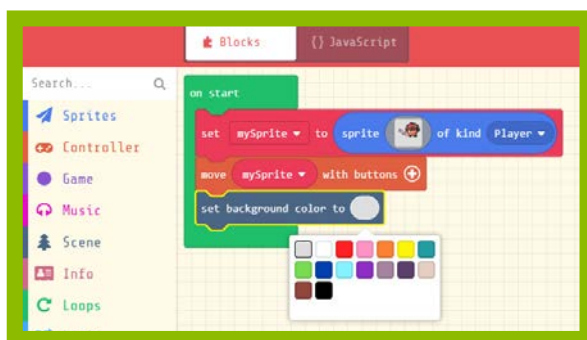 Blocks
{} JavaScript
Search...
Sprites
Controller
Game
Music
Scene
Info
Loops
on start
set mySprite to sprite of kind Player
move mySprite with buttons
set background color to